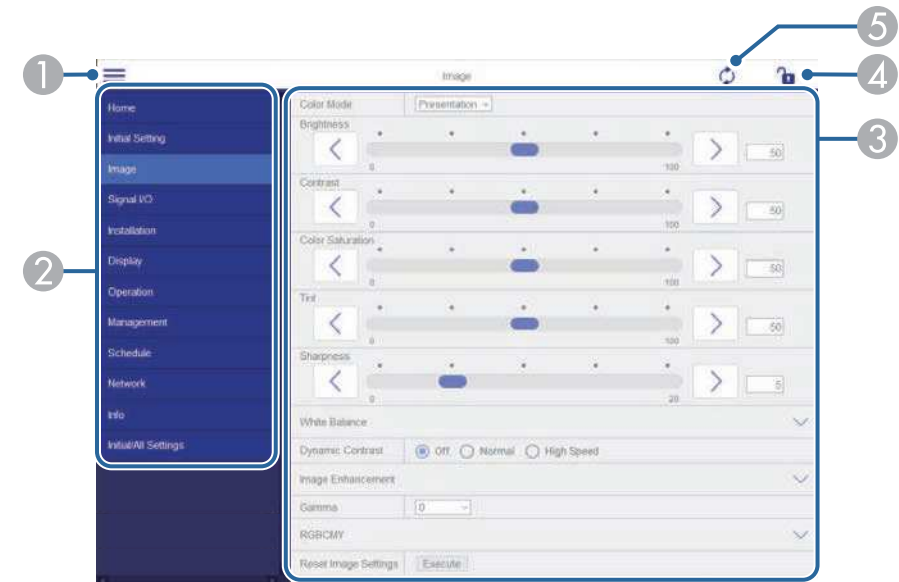 5
1
Image
4
Home
Initial Setting
Image
Signal I/O
Installation
2
Display
Operation
Management
Schedule
Network
Info
Initial/All Settings
Color Mode
Presentation
3
Brightness
0
100
50
Contrast
0
100
50
Color Saturation
0
100
50
Tint
0
100
50
Sharpness
0
20
5
White Balance
Dynamic Contrast
Off
Normal
High Speed
Image Enhancement
Gamma
0
RGBCMY
Reset Image Settings
Execute